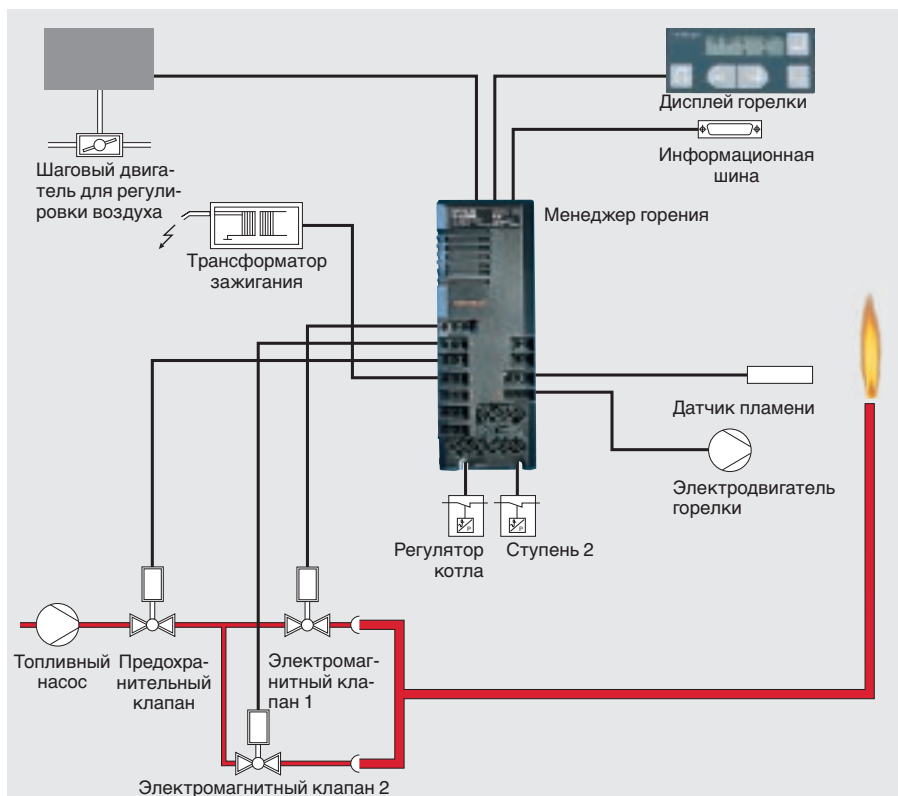 Дисплей горелки
Информационная
шина
Шаговый двига-
тель для регули-
ровки воздуха
Менеджер горения
Трансформатор
зажигания
Датчик пламени
Электродвигатель
горелки
Регулятор
котла
Ступень 2
Топливный
насос
Предохра-
нительный
клапан
Электромаг-
нитный кла-
пан 1
Электромагнитный клапан 2